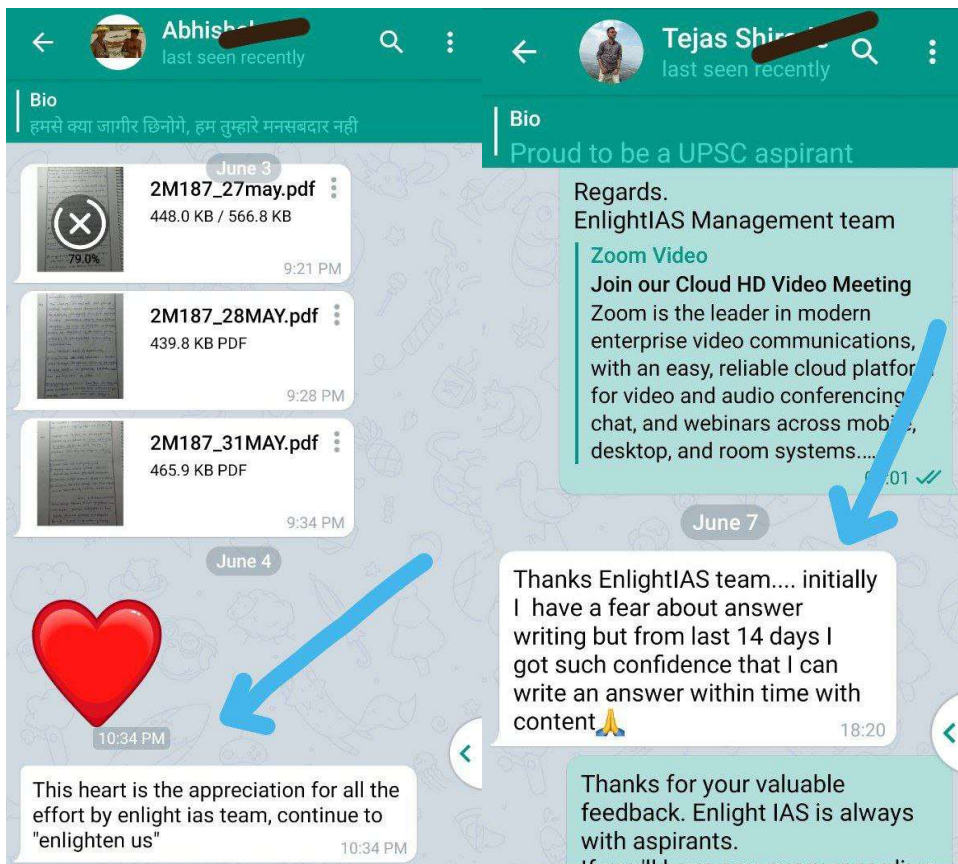 Abhish
last seen recently
Bio
हमसे क्या जागीर छिनोगे, हम तुम्हारे मनसबदार नही
June 3
2M187_27may.pdf
448.0 KB / 566.8 KB
79.0%
9:21 PM
2M187_28MAY.pdf
439.8 KB PDF
9:28 PM
2M187_31MAY.pdf
465.9 KB PDF
9:34 PM
June 4
10:34 PM
This heart is the appreciation for all the
effort by enlight ias team, continue to
"enlighten us"
10:34 PM
Tejas
last seen recently
Bio
Proud to be a UPSC aspirant
Regards.
EnlightIAS Management team
Zoom Video
Join our Cloud HD Video Meeting
Zoom is the leader in modern
enterprise video communications,
with an easy, reliable cloud platfor
for video and audio conferencing
chat, and webinars across mobile,
desktop, and room systems....
:01
June 7
Thanks EnlightIAS team.... initially
I have a fear about answer
writing but from last 14 days I
got such confidence that I can
write an answer within time with
content🙏
18:20
Thanks for your valuable
feedback. Enlight IAS is always
with aspirants.